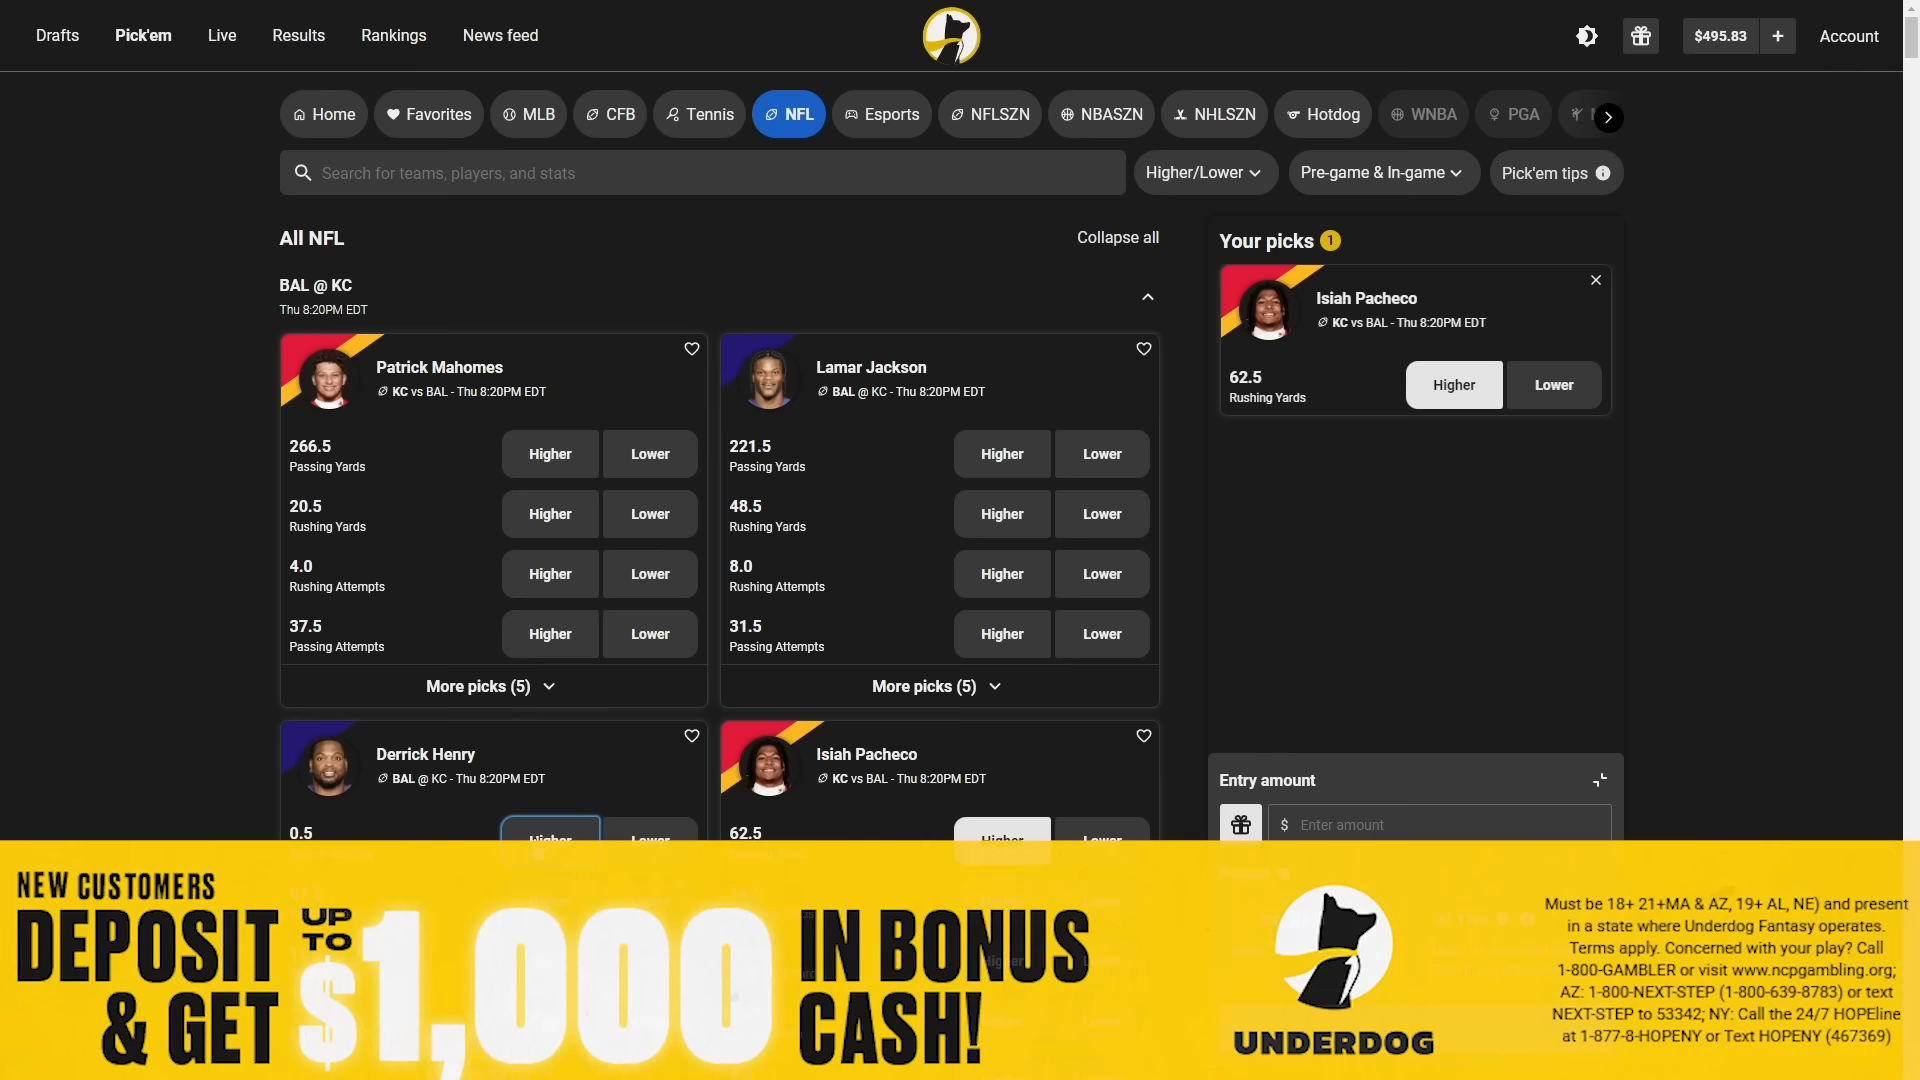 Drafts
Pick'em
Live
Results
Rankings
News feed
$495.83
+
Account
Home
Favorites
MLB
CFB
Tennis
NFL
Esports
NFLSZN
NBASZN
NHLSZN
Hotdog
WNBA
PGA
Search for teams, players, and stats
Higher/Lower
Pre-game & In-game
Pick'em tips
All NFL
Collapse all
BAL @ KC
Thu 8:20PM EDT
Patrick Mahomes
KC vs BAL - Thu 8:20PM EDT
266.5
Passing Yards
Higher
Lower
20.5
Rushing Yards
Higher
Lower
4.0
Rushing Attempts
Higher
Lower
37.5
Passing Attempts
Higher
Lower
More picks (5)
Lamar Jackson
BAL @ KC - Thu 8:20PM EDT
221.5
Passing Yards
Higher
Lower
48.5
Rushing Yards
Higher
Lower
8.0
Rushing Attempts
Higher
Lower
31.5
Passing Attempts
Higher
Lower
More picks (5)
Derrick Henry
BAL @ KC - Thu 8:20PM EDT
0.5
Higher
Lower
Isiah Pacheco
KC vs BAL - Thu 8:20PM EDT
62.5
Higher
Lower
Your picks 1
Isiah Pacheco
KC vs BAL - Thu 8:20PM EDT
62.5
Rushing Yards
Higher
Lower
Entry amount
$ Enter amount
NEW CUSTOMERS
DEPOSIT UP TO
& GET $1,000
IN BONUS
CASH!
UNDERDOG
Must be 18+ 21+MA & AZ, 19+ AL, NE) and present
in a state where Underdog Fantasy operates.
Terms apply. Concerned with your play? Call
1-800-GAMBLER or visit www.ncpgambling.org;
AZ: 1-800-NEXT-STEP (1-800-639-8783) or text
NEXT-STEP to 53342; NY: Call the 24/7 HOPEline
at 1-877-8-HOPENY or Text HOPENY (467369)